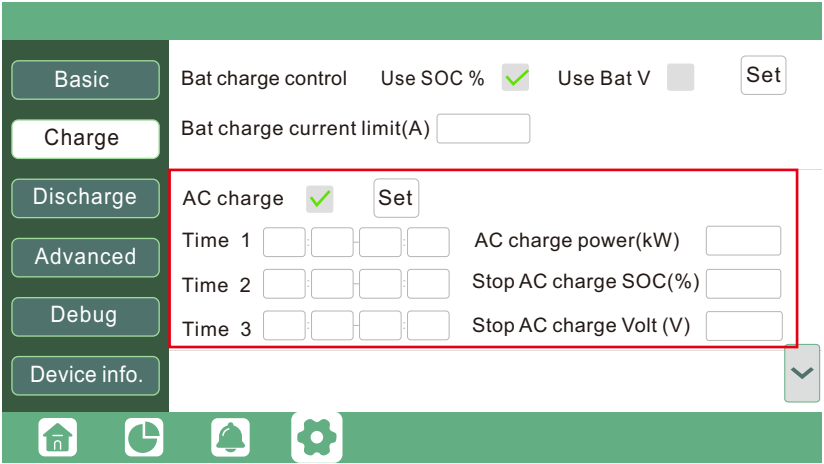 Basic
Charge
Discharge
Advanced
Debug
Device info.
Bat charge control Use SOC % Use Bat V Set
Bat charge current limit(A)
AC charge Set
Time 1 : - : AC charge power(kW)
Time 2 : - : Stop AC charge SOC(%)
Time 3 : - : Stop AC charge Volt (V)